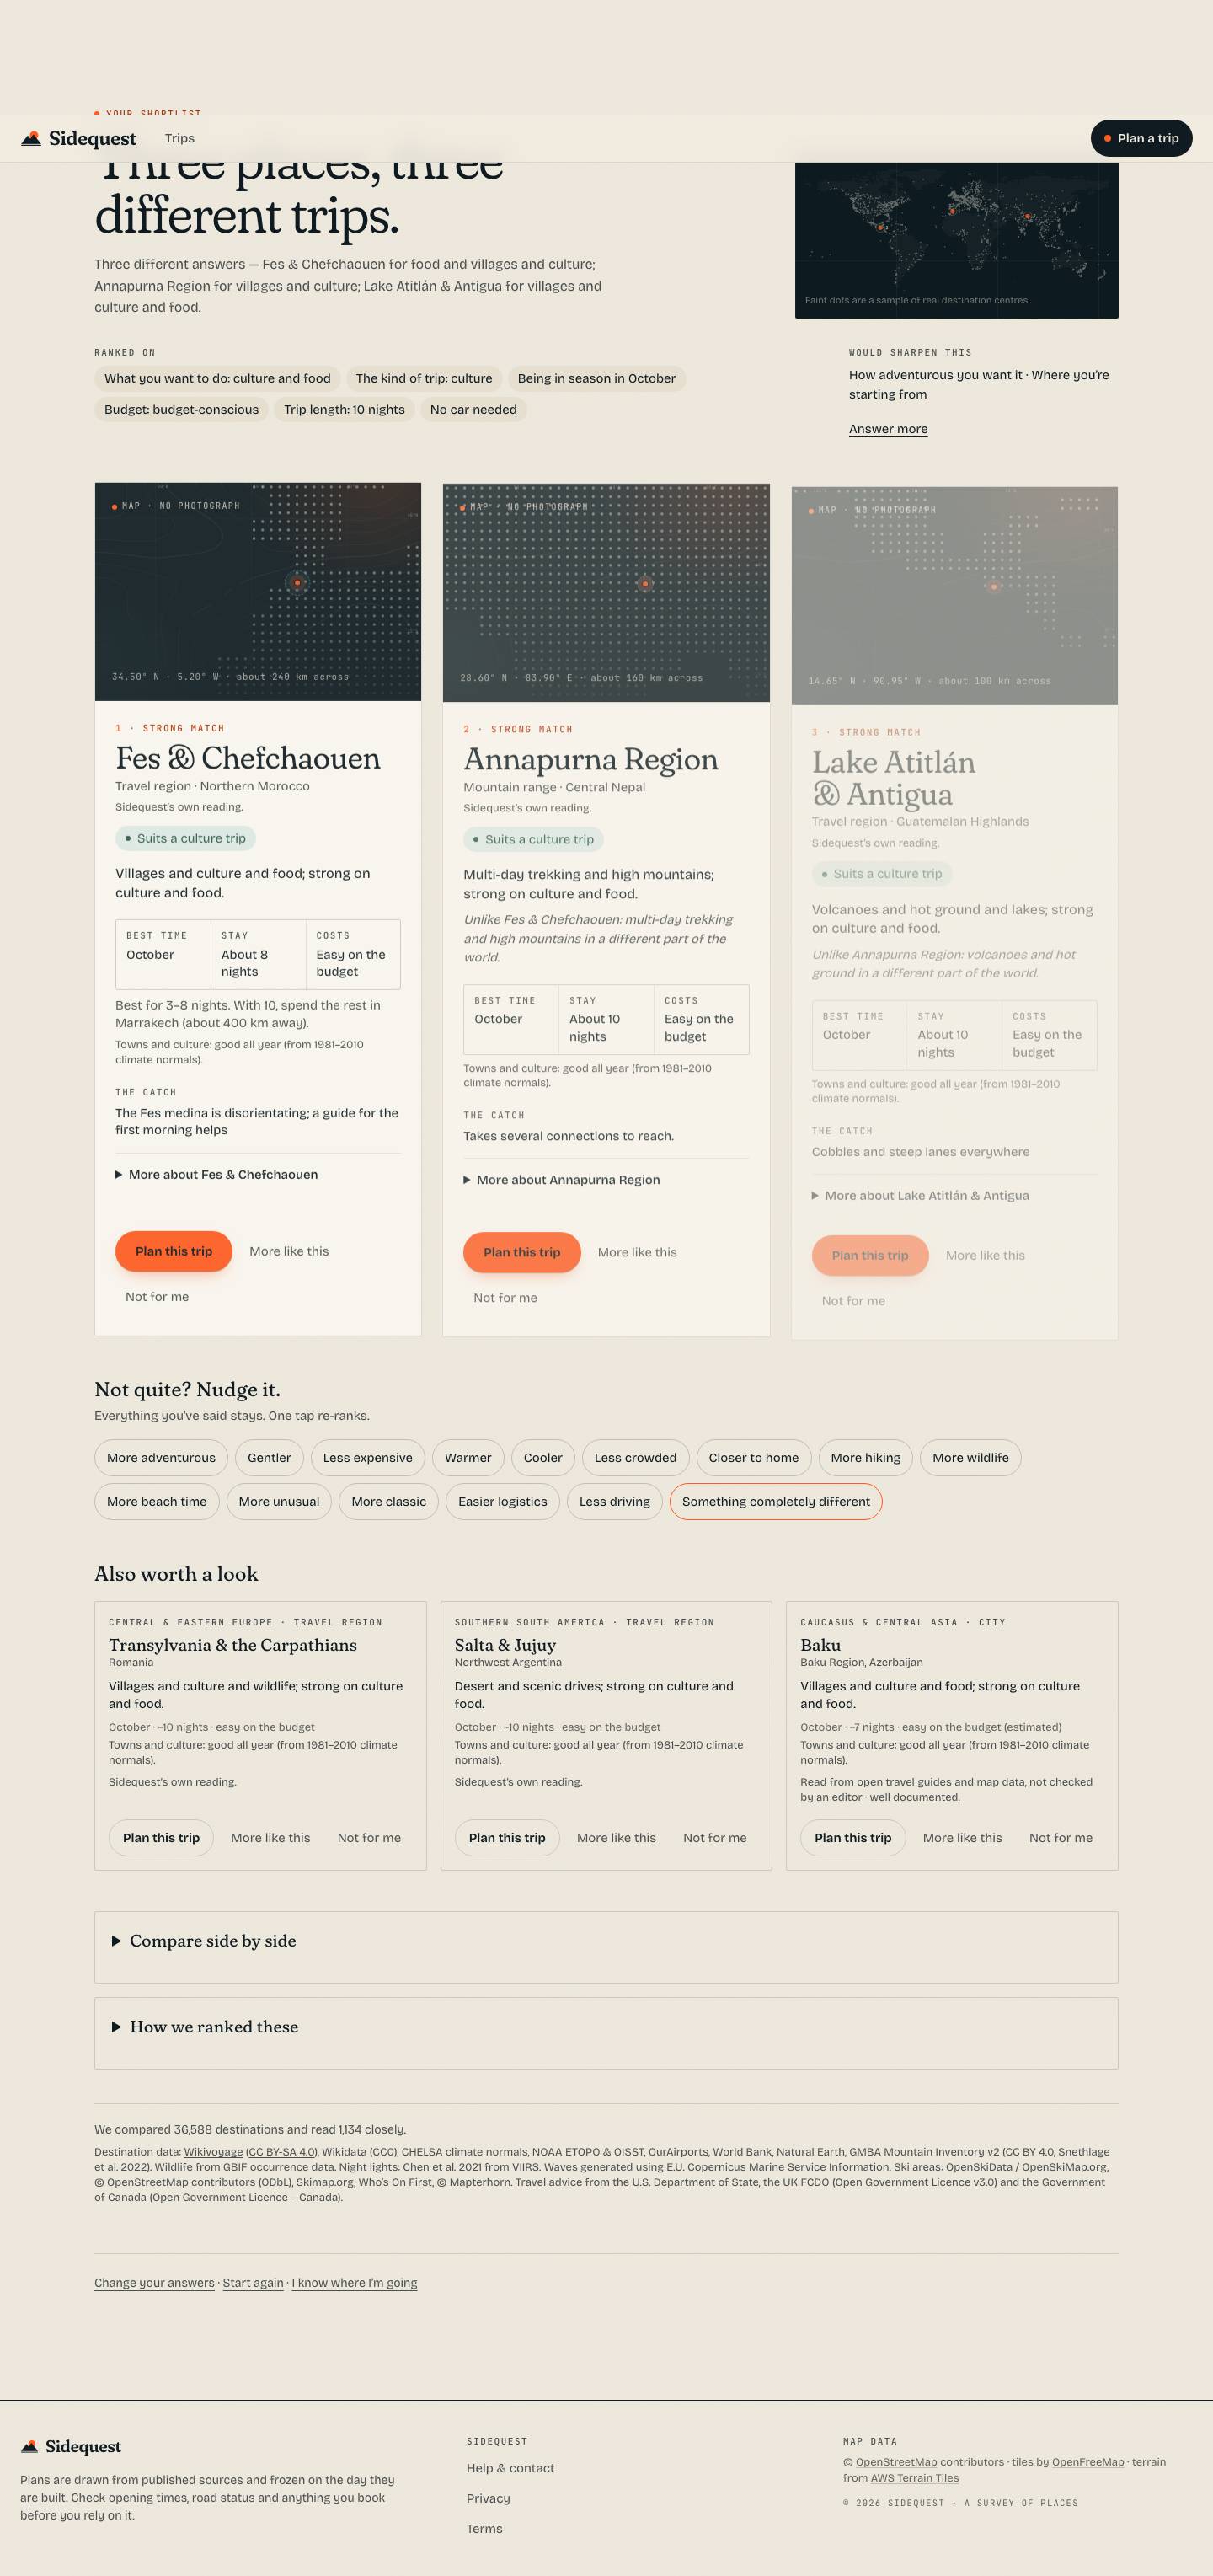 YOUR SHORTLIST
Sidequest
Trips
Plan a trip
Three places, three
different trips.
Three different answers — Fes & Chefchaouen for food and villages and culture;
Annapurna Region for villages and culture; Lake Atitlán & Antigua for villages and
culture and food.
Faint dots are a sample of real destination centres.
RANKED ON
What you want to do: culture and food
The kind of trip: culture
Being in season in October
Budget: budget-conscious
Trip length: 10 nights
No car needed
WOULD SHARPEN THIS
How adventurous you want it · Where you’re
starting from
Answer more
MAP · NO PHOTOGRAPH
34.50° N · 5.20° W · about 240 km across
1 · STRONG MATCH
Fes & Chefchaouen
Travel region · Northern Morocco
Sidequest’s own reading.
Suits a culture trip
Villages and culture and food; strong on
culture and food.
BEST TIME
October
STAY
About 8
nights
COSTS
Easy on the
budget
Best for 3–8 nights. With 10, spend the rest in
Marrakech (about 400 km away).
Towns and culture: good all year (from 1981–2010
climate normals).
THE CATCH
The Fes medina is disorientating; a guide for the
first morning helps
More about Fes & Chefchaouen
Plan this trip
More like this
Not for me
MAP · NO PHOTOGRAPH
28.60° N · 83.90° E · about 160 km across
2 · STRONG MATCH
Annapurna Region
Mountain range · Central Nepal
Sidequest’s own reading.
Suits a culture trip
Multi-day trekking and high mountains;
strong on culture and food.
Unlike Fes & Chefchaouen: multi-day trekking
and high mountains in a different part of the
world.
BEST TIME
October
STAY
About 10
nights
COSTS
Easy on the
budget
Towns and culture: good all year (from 1981–2010
climate normals).
THE CATCH
Takes several connections to reach.
More about Annapurna Region
Plan this trip
More like this
Not for me
MAP · NO PHOTOGRAPH
14.65° N · 90.95° W · about 100 km across
3 · STRONG MATCH
Lake Atitlán
& Antigua
Travel region · Guatemalan Highlands
Sidequest’s own reading.
Suits a culture trip
Volcanoes and hot ground and lakes; strong
on culture and food.
Unlike Annapurna Region: volcanoes and hot
ground in a different part of the world.
BEST TIME
October
STAY
About 10
nights
COSTS
Easy on the
budget
Towns and culture: good all year (from 1981–2010
climate normals).
THE CATCH
Cobbles and steep lanes everywhere
More about Lake Atitlán & Antigua
Plan this trip
More like this
Not for me
Not quite? Nudge it.
Everything you’ve said stays. One tap re-ranks.
More adventurous
Gentler
Less expensive
Warmer
Cooler
Less crowded
Closer to home
More hiking
More wildlife
More beach time
More unusual
More classic
Easier logistics
Less driving
Something completely different
Also worth a look
CENTRAL & EASTERN EUROPE · TRAVEL REGION
Transylvania & the Carpathians
Romania
Villages and culture and wildlife; strong on culture
and food.
October · ~10 nights · easy on the budget
Towns and culture: good all year (from 1981–2010 climate
normals).
Sidequest’s own reading.
Plan this trip
More like this
Not for me
SOUTHERN SOUTH AMERICA · TRAVEL REGION
Salta & Jujuy
Northwest Argentina
Desert and scenic drives; strong on culture and
food.
October · ~10 nights · easy on the budget
Towns and culture: good all year (from 1981–2010 climate
normals).
Sidequest’s own reading.
Plan this trip
More like this
Not for me
CAUCASUS & CENTRAL ASIA · CITY
Baku
Baku Region, Azerbaijan
Villages and culture and food; strong on culture
and food.
October · ~7 nights · easy on the budget (estimated)
Towns and culture: good all year (from 1981–2010 climate
normals).
Read from open travel guides and map data, not checked
by an editor · well documented.
Plan this trip
More like this
Not for me
Compare side by side
How we ranked these
We compared 36,588 destinations and read 1,134 closely.
Destination data: Wikivoyage (CC BY-SA 4.0), Wikidata (CC0), CHELSA climate normals, NOAA ETOPO & OISST, OurAirports, World Bank, Natural Earth, GMBA Mountain Inventory v2 (CC BY 4.0, Snethlage
et al. 2022). Wildlife from GBIF occurrence data. Night lights: Chen et al. 2021 from VIIRS. Waves generated using E.U. Copernicus Marine Service Information. Ski areas: OpenSkiData / OpenSkiMap.org,
© OpenStreetMap contributors (ODbL), Skimap.org, Who’s On First, © Mapterhorn. Travel advice from the U.S. Department of State, the UK FCDO (Open Government Licence v3.0) and the Government
of Canada (Open Government Licence – Canada).
Change your answers · Start again · I know where I’m going
Sidequest
Plans are drawn from published sources and frozen on the day they
are built. Check opening times, road status and anything you book
before you rely on it.
SIDEQUEST
Help & contact
Privacy
Terms
MAP DATA
© OpenStreetMap contributors · tiles by OpenFreeMap · terrain
from AWS Terrain Tiles
© 2026 SIDEQUEST · A SURVEY OF PLACES